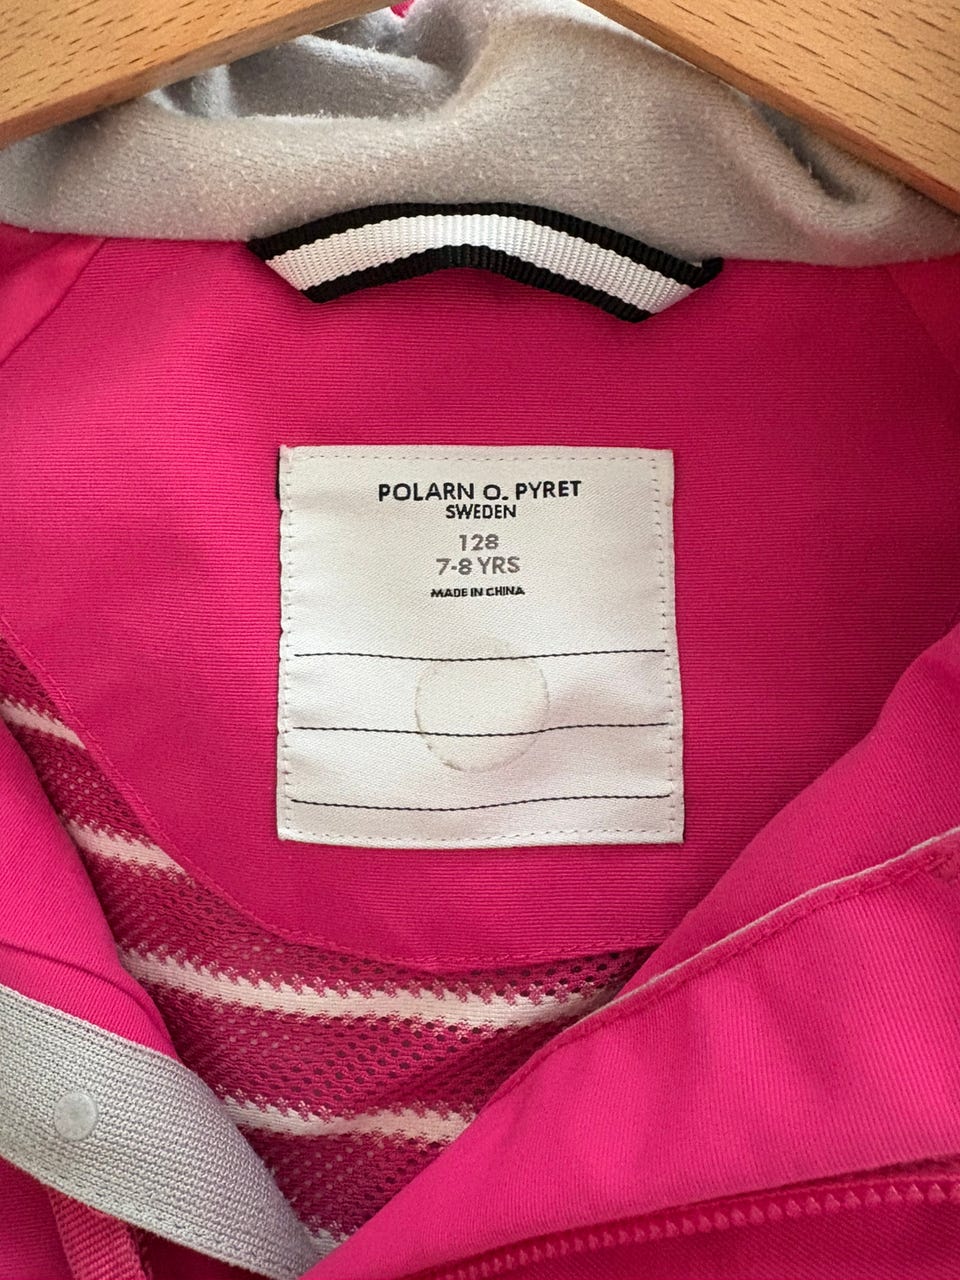 POLARN O. PYRET
SWEDEN
128
7-8 YRS
MADE IN CHINA